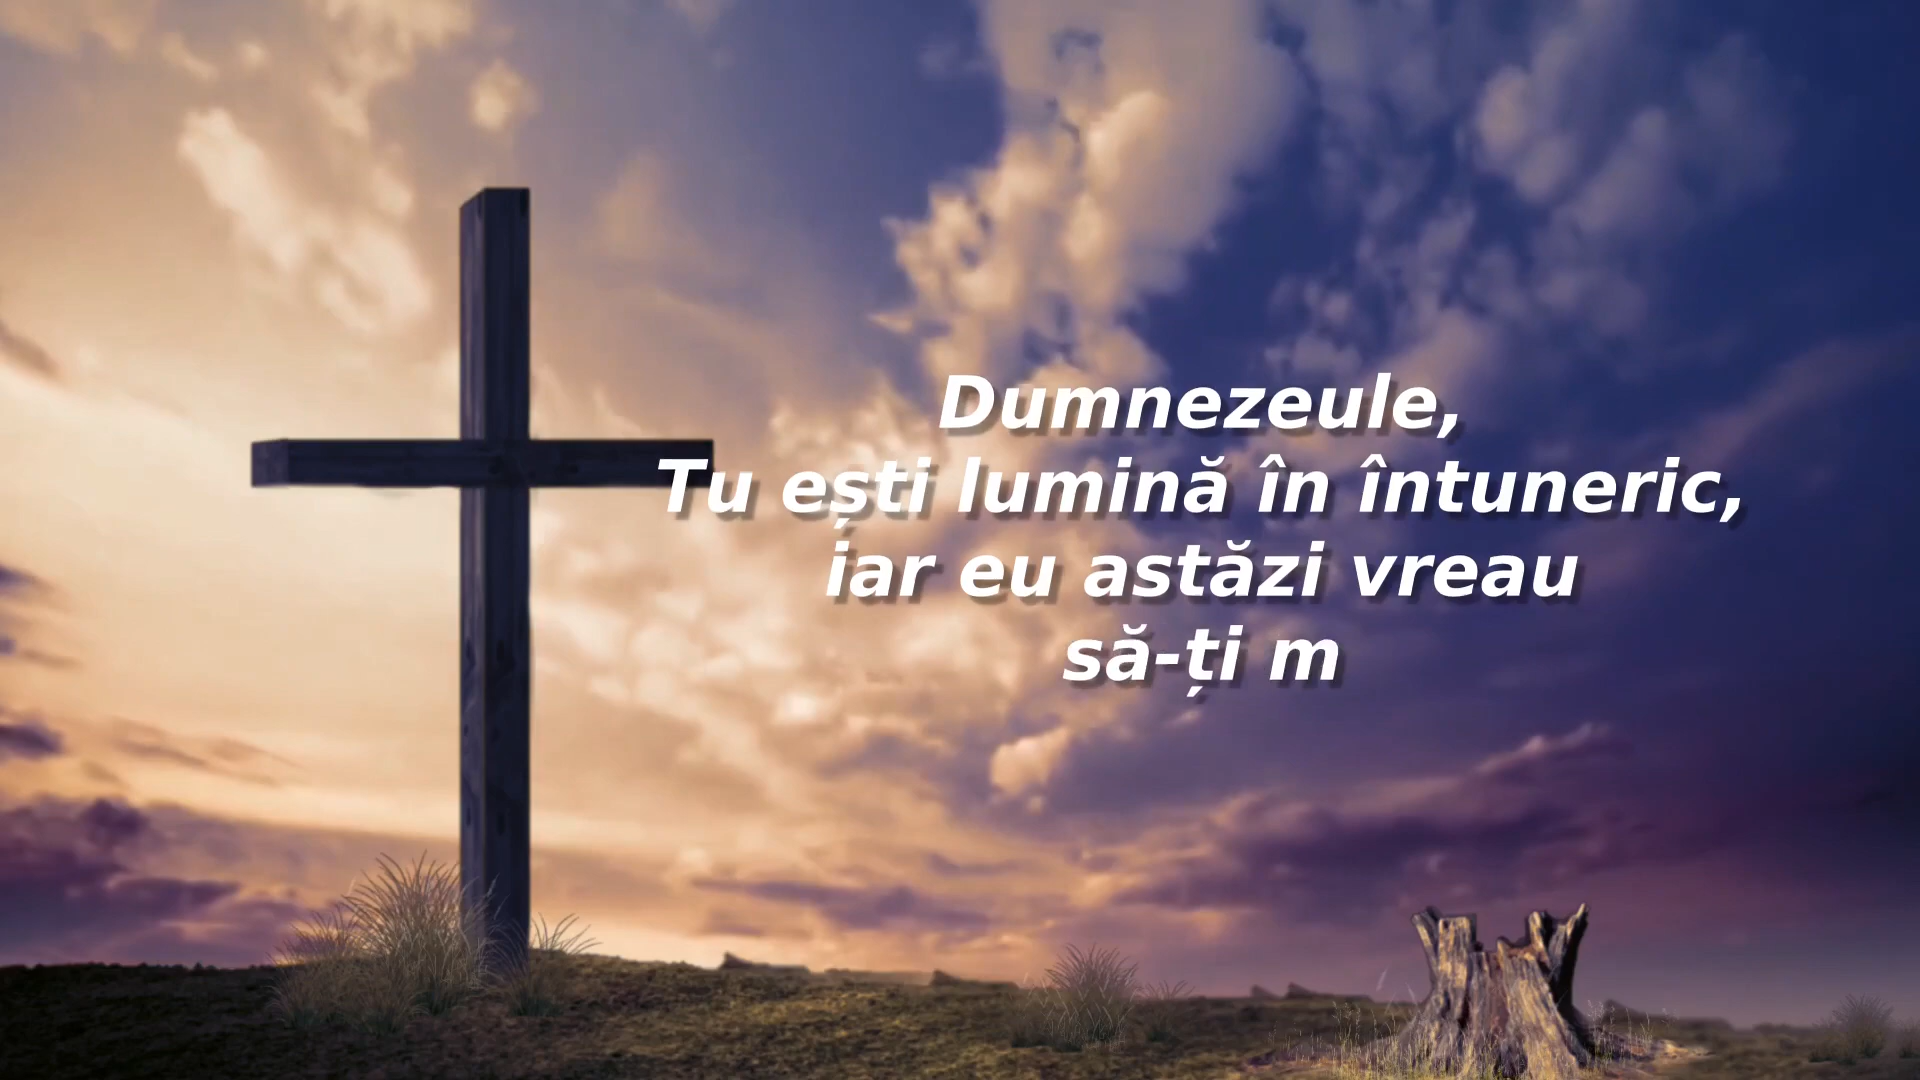 Dumnezeule,
Tu ești lumină în întuneric,
iar eu astăzi vreau
să-ți m